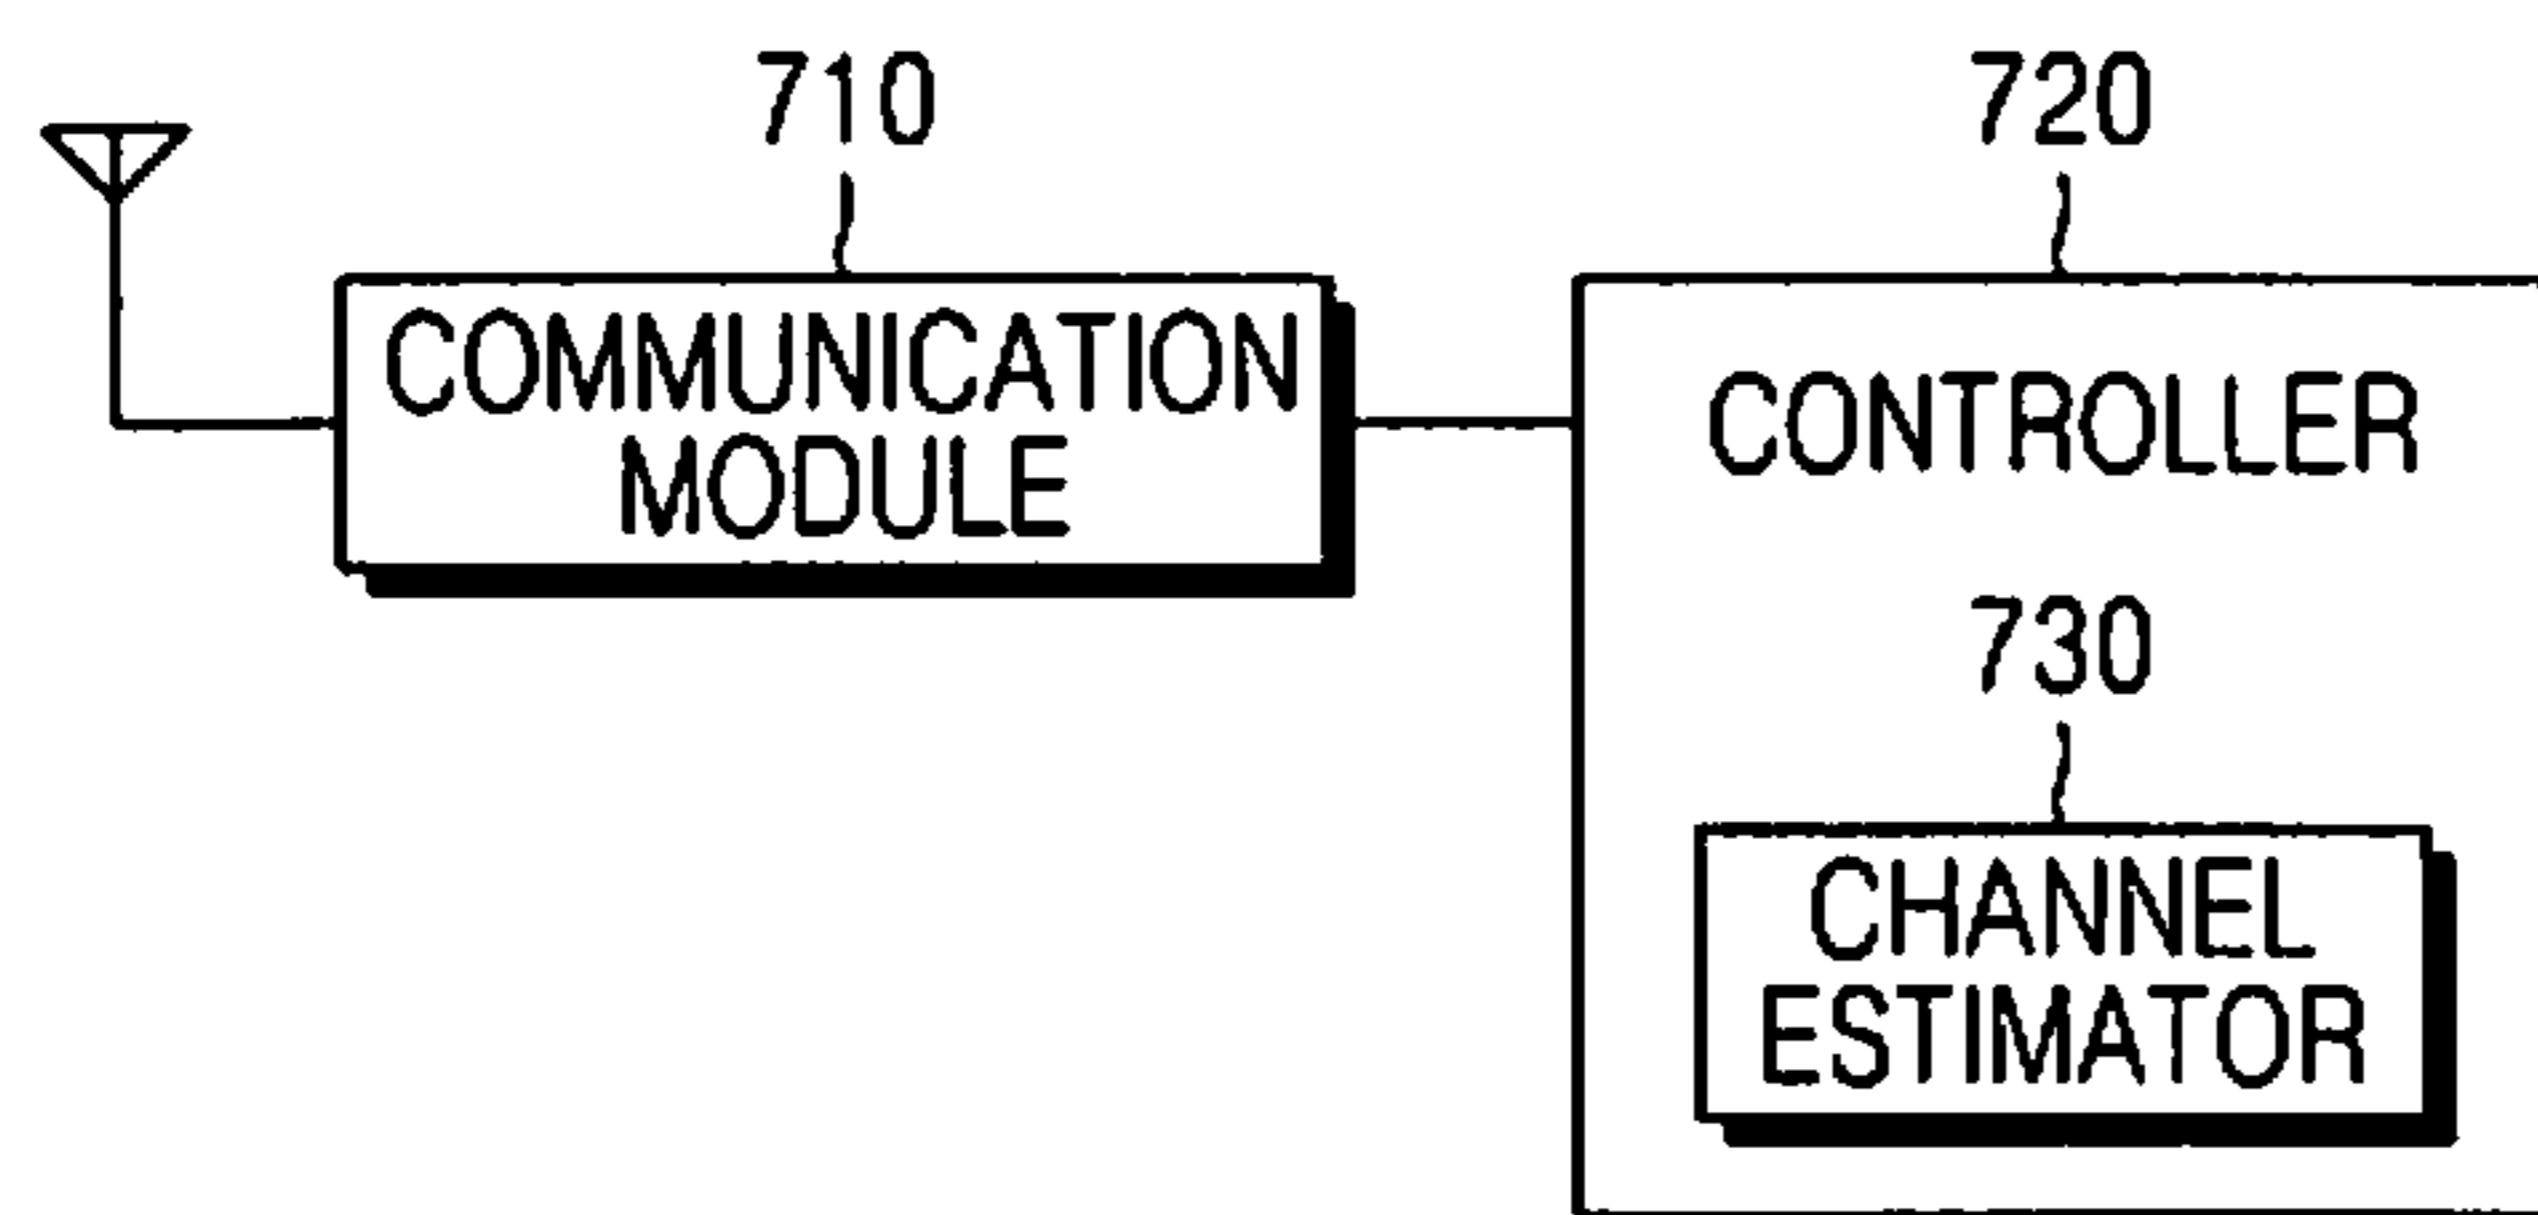 710
720
COMMUNICATION
MODULE
CONTROLLER
730
CHANNEL
ESTIMATOR